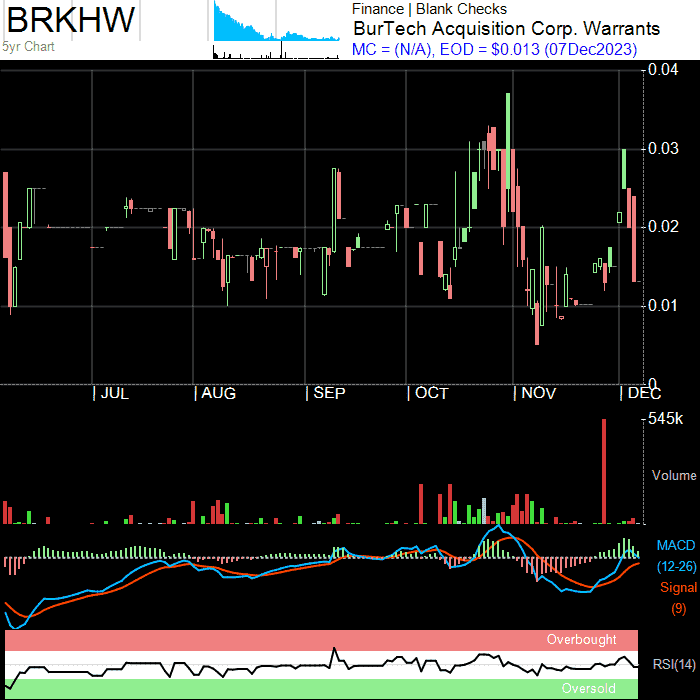 BRKHW
5yr Chart
Finance | Blank Checks
BurTech Acquisition Corp. Warrants
MC = (N/A), EOD = $0.013 (07Dec2023)
0.04
0.03
0.02
0.01
0
JUL
AUG
SEP
OCT
NOV
DEC
545k
Volume
MACD
(12-26)
Signal
(9)
Overbought
RSI(14)
Oversold